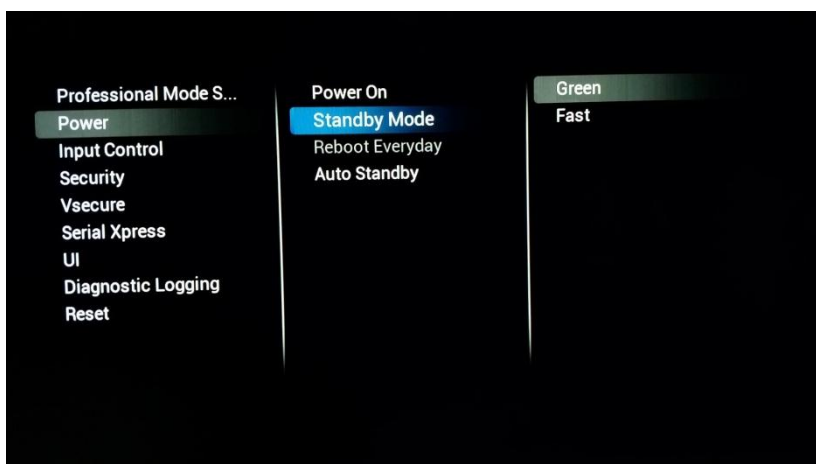 Professional Mode S...
Power
Input Control
Security
Vsecure
Serial Xpress
UI
Diagnostic Logging
Reset
Power On
Standby Mode
Reboot Everyday
Auto Standby
Green
Fast